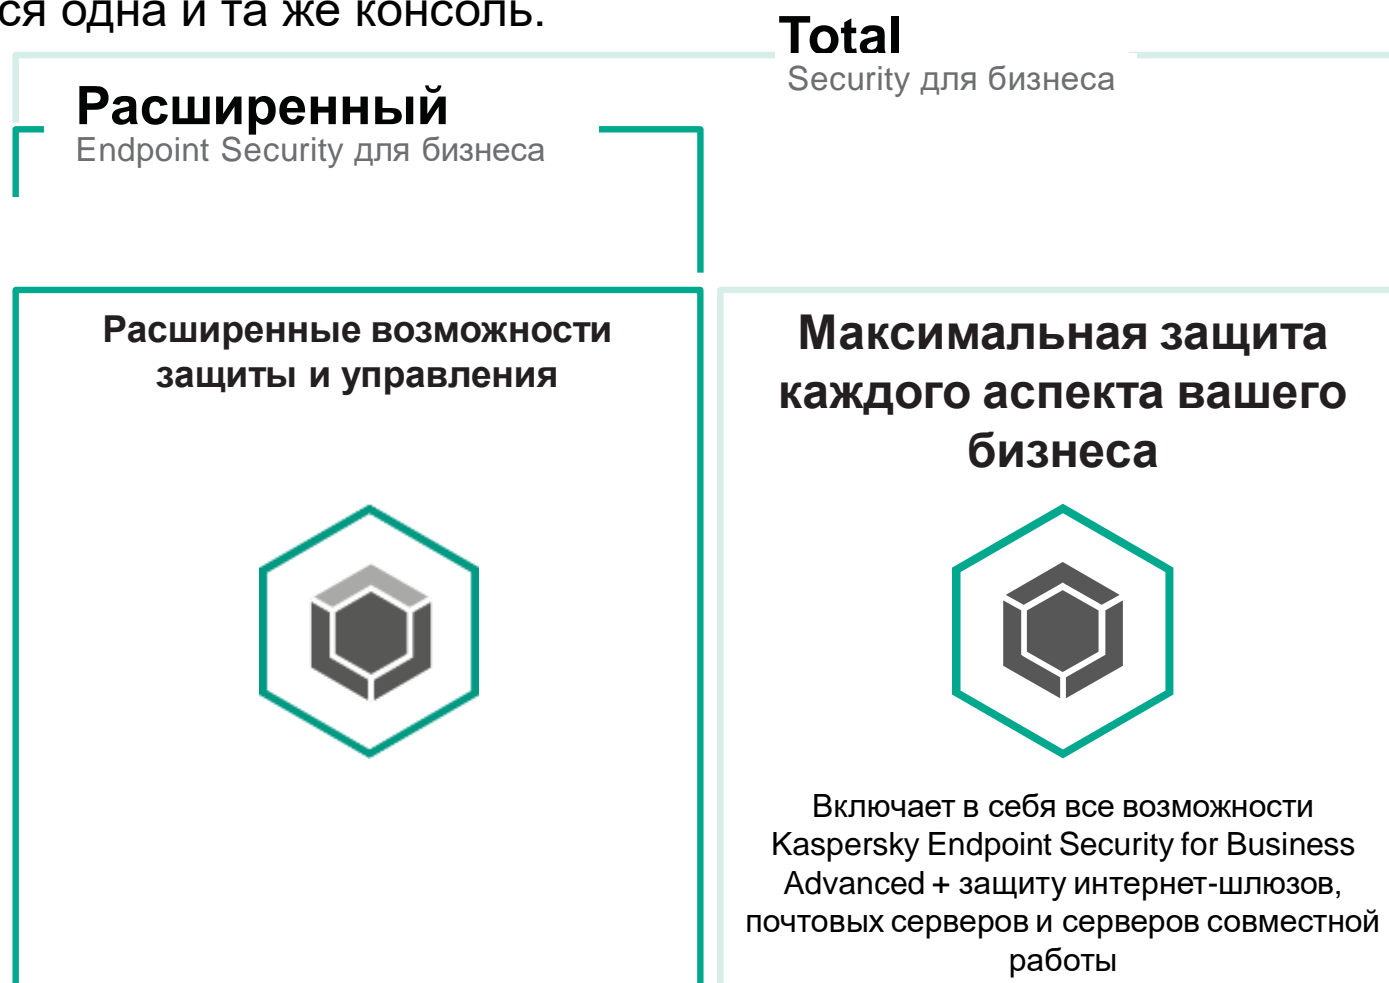 ся одна и та же консоль.
Total
Security для бизнеса
Расширенный
Endpoint Security для бизнеса
Расширенные возможности
защиты и управления
Максимальная защита
каждого аспекта вашего
бизнеса
Включает в себя все возможности
Kaspersky Endpoint Security for Business
Advanced + защиту интернет-шлюзов,
почтовых серверов и серверов совместной
работы